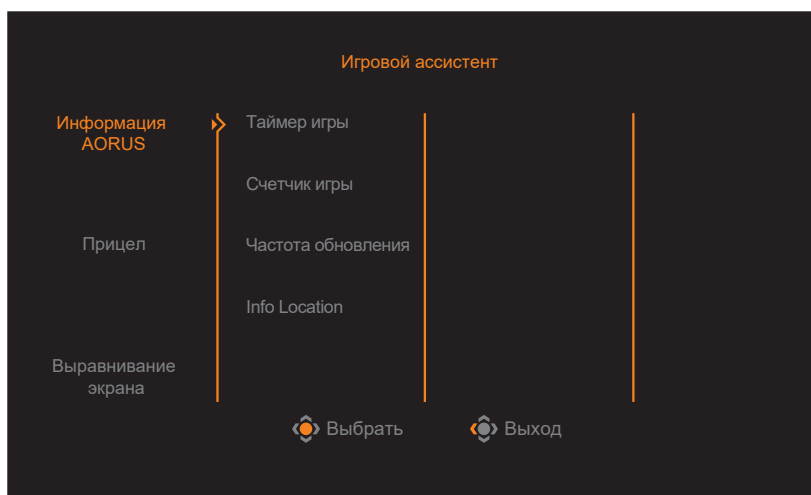 Игровой ассистент
Информация
AORUS
Таймер игры
Счетчик игры
Прицел
Частота обновления
Info Location
Выравнивание
экрана
Выбрать
Выход